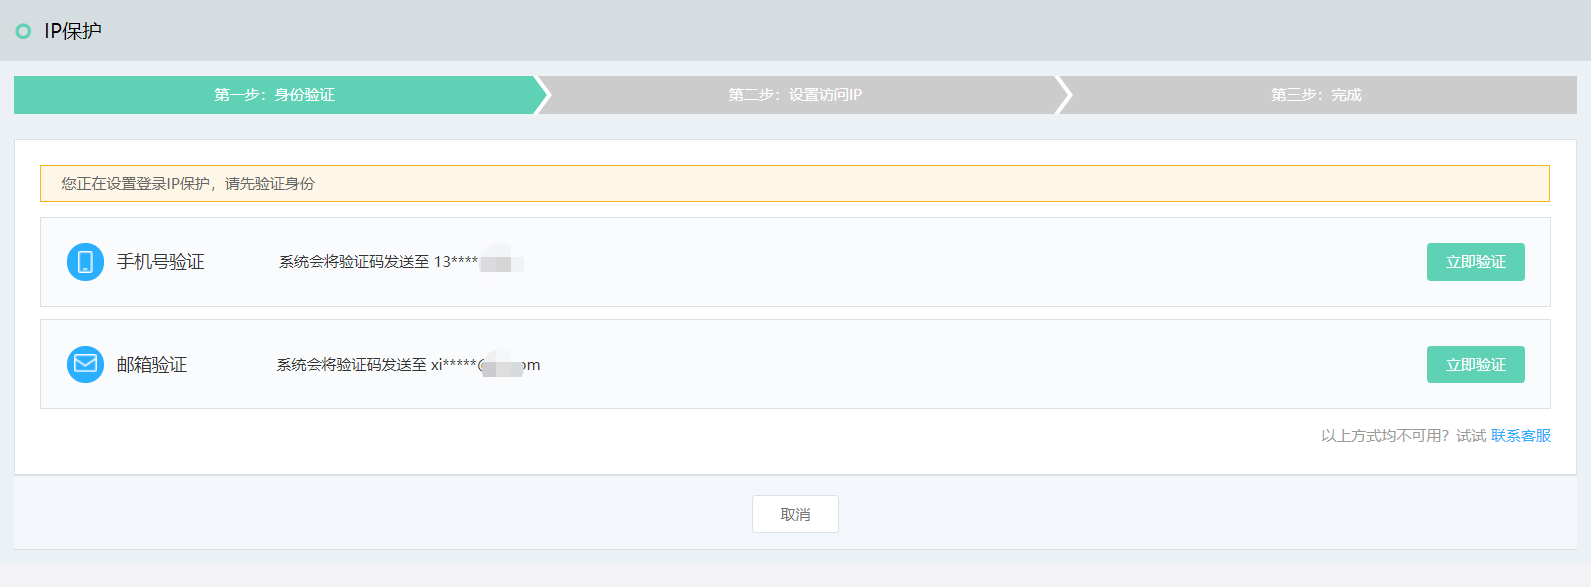 IP保护
第一步：身份验证
第二步：设置访问IP
第三步：完成
您正在设置登录IP保护，请先验证身份
手机号验证 系统会将验证码发送至 13**** 立即验证
邮箱验证 系统会将验证码发送至 xi*****@ om 立即验证
以上方式均不可用？试试 联系客服
取消